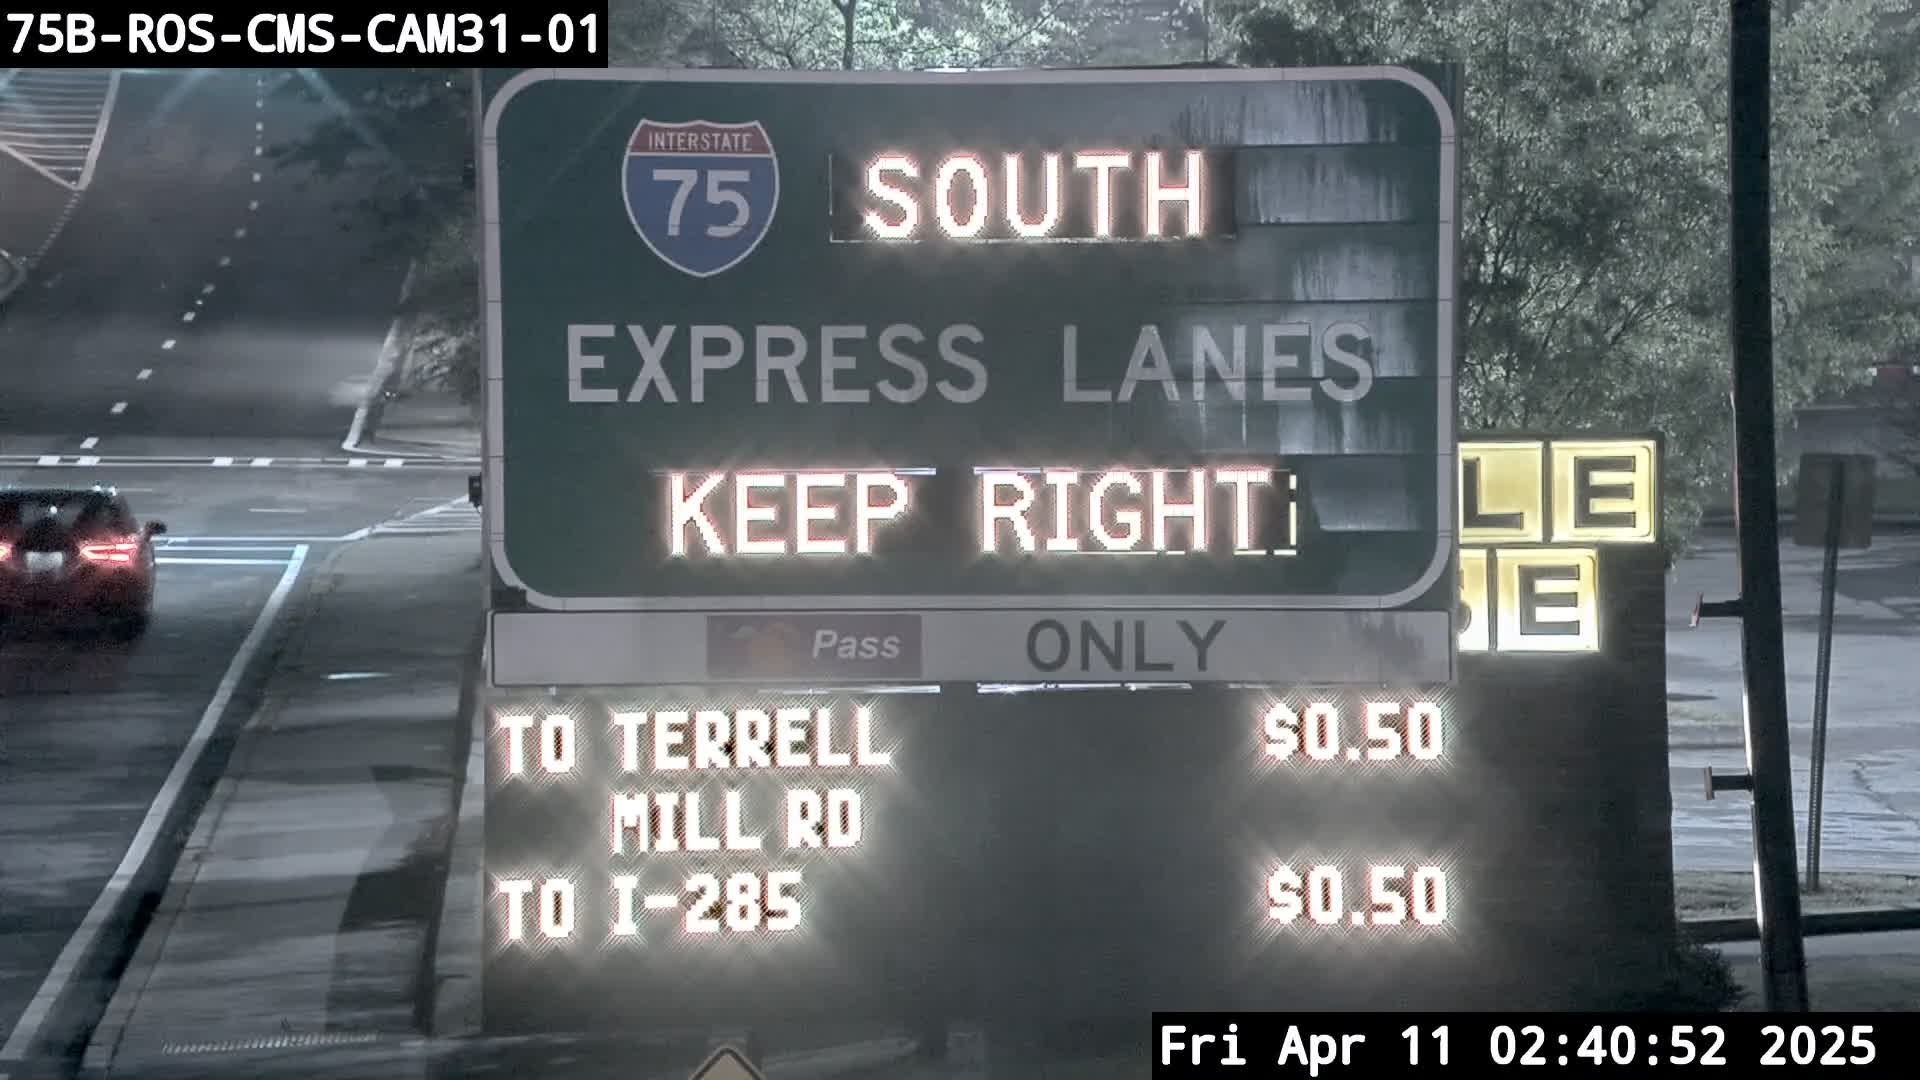 75B-ROS-CMS-CAM31-01
INTERSTATE
75
SOUTH
EXPRESS LANES
KEEP RIGHT
Pass ONLY
TO TERRELL $0.50
MILL RD
TO I-285 $0.50
LE
E
Fri Apr 11 02:40:52 2025